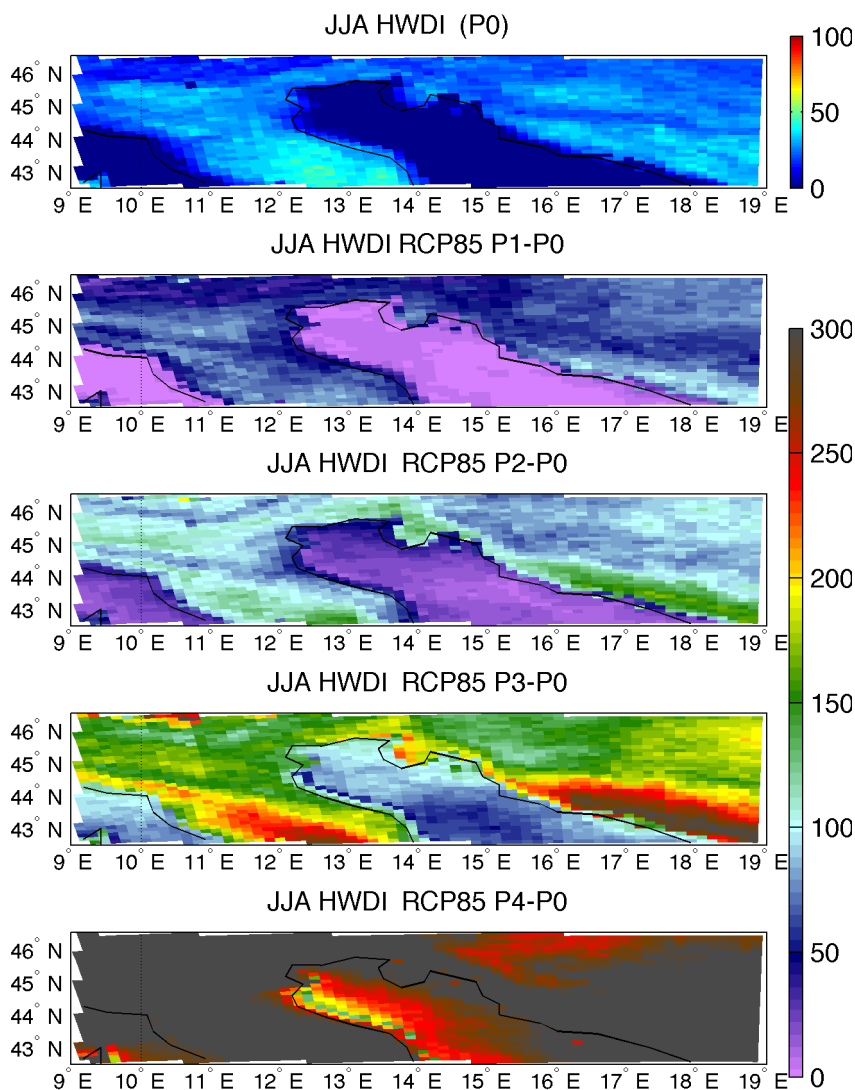 JJA HWDI (P0)
46° N
45° N
44° N
43° N
9° E 10° E 11° E 12° E 13° E 14° E 15° E 16° E 17° E 18° E 19° E
100
50
0
JJA HWDI RCP85 P1-P0
46° N
45° N
44° N
43° N
9° E 10° E 11° E 12° E 13° E 14° E 15° E 16° E 17° E 18° E 19° E
JJA HWDI RCP85 P2-P0
46° N
45° N
44° N
43° N
9° E 10° E 11° E 12° E 13° E 14° E 15° E 16° E 17° E 18° E 19° E
JJA HWDI RCP85 P3-P0
46° N
45° N
44° N
43° N
9° E 10° E 11° E 12° E 13° E 14° E 15° E 16° E 17° E 18° E 19° E
JJA HWDI RCP85 P4-P0
46° N
45° N
44° N
43° N
9° E 10° E 11° E 12° E 13° E 14° E 15° E 16° E 17° E 18° E 19° E
300
250
200
150
100
50
0